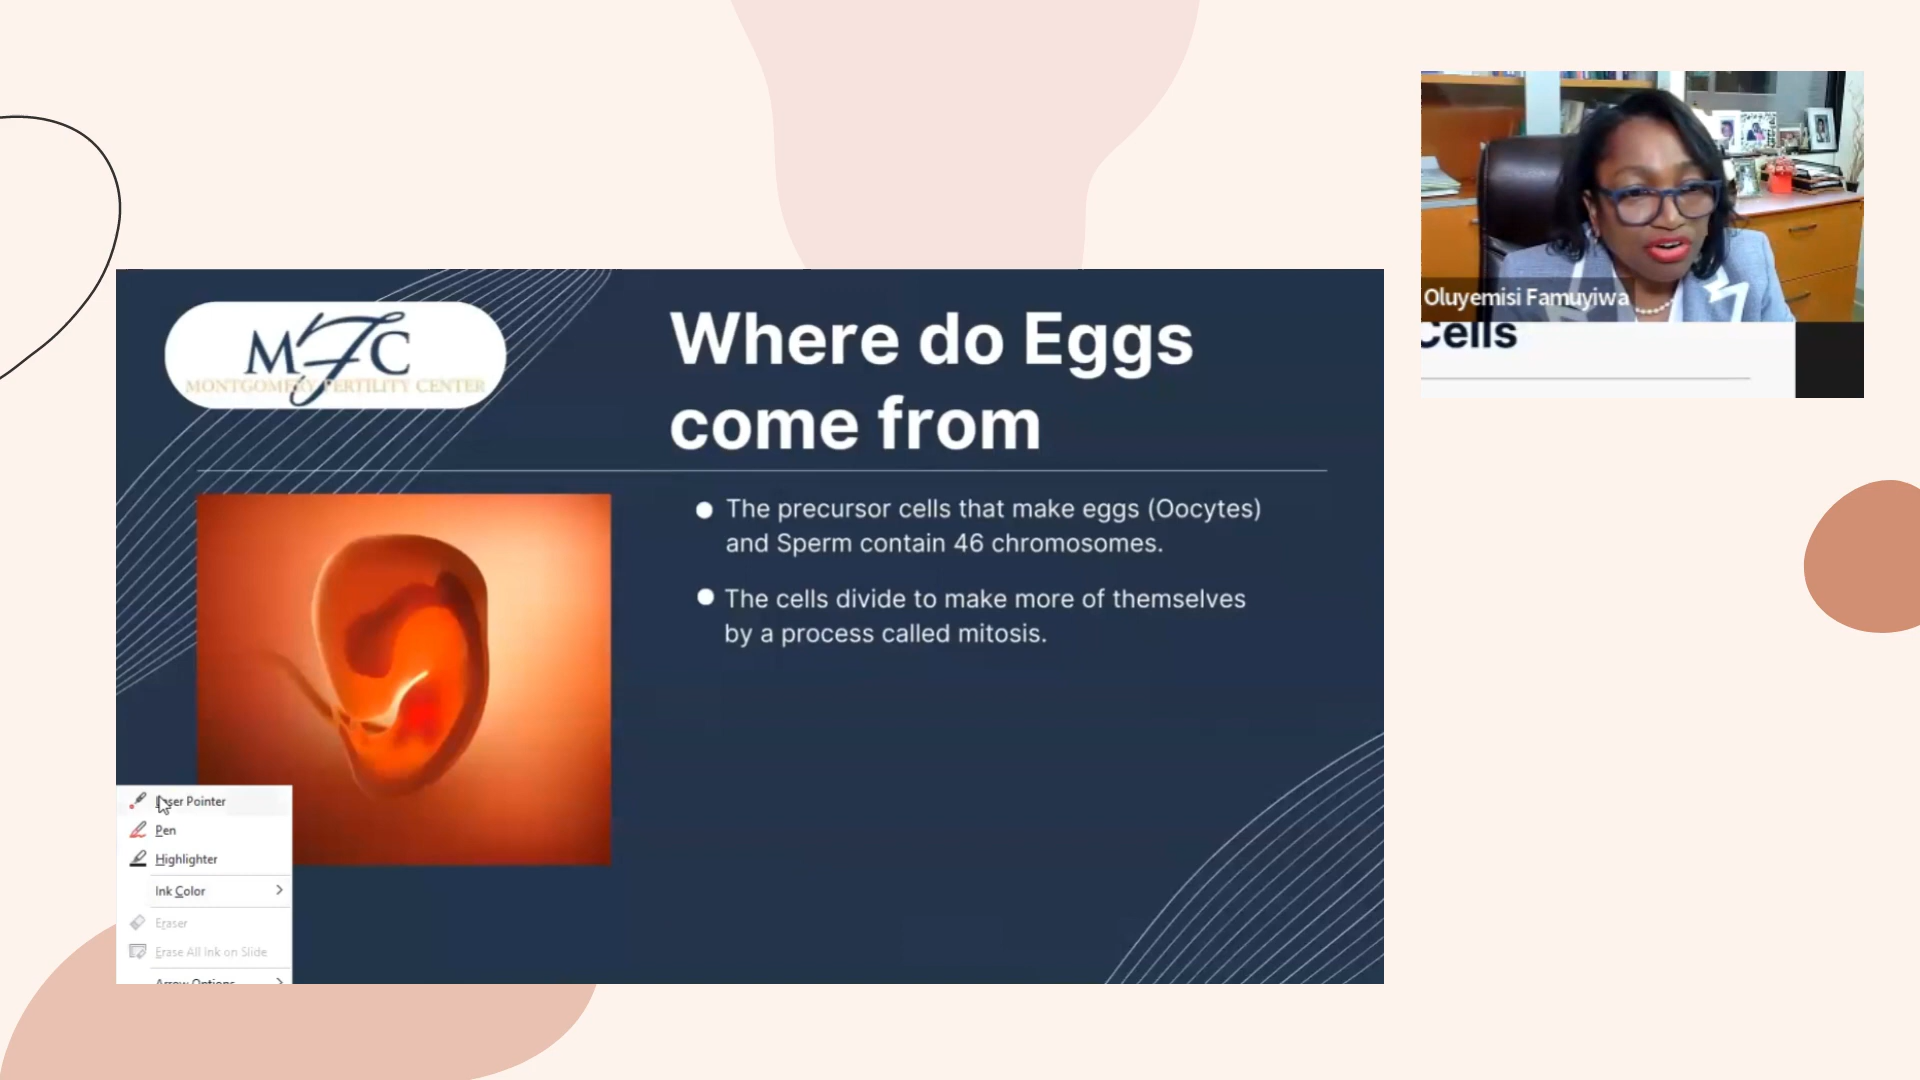 MFC
MONTGOMERY FERTILITY CENTER
Where do Eggs
come from
The precursor cells that make eggs (Oocytes)
and Sperm contain 46 chromosomes.
The cells divide to make more of themselves
by a process called mitosis.
Laser Pointer
Pen
Highlighter
Ink Color
Eraser
Erase All Ink on Slide
Arrow Options
Oluyemisi Famuyiwa
Cells